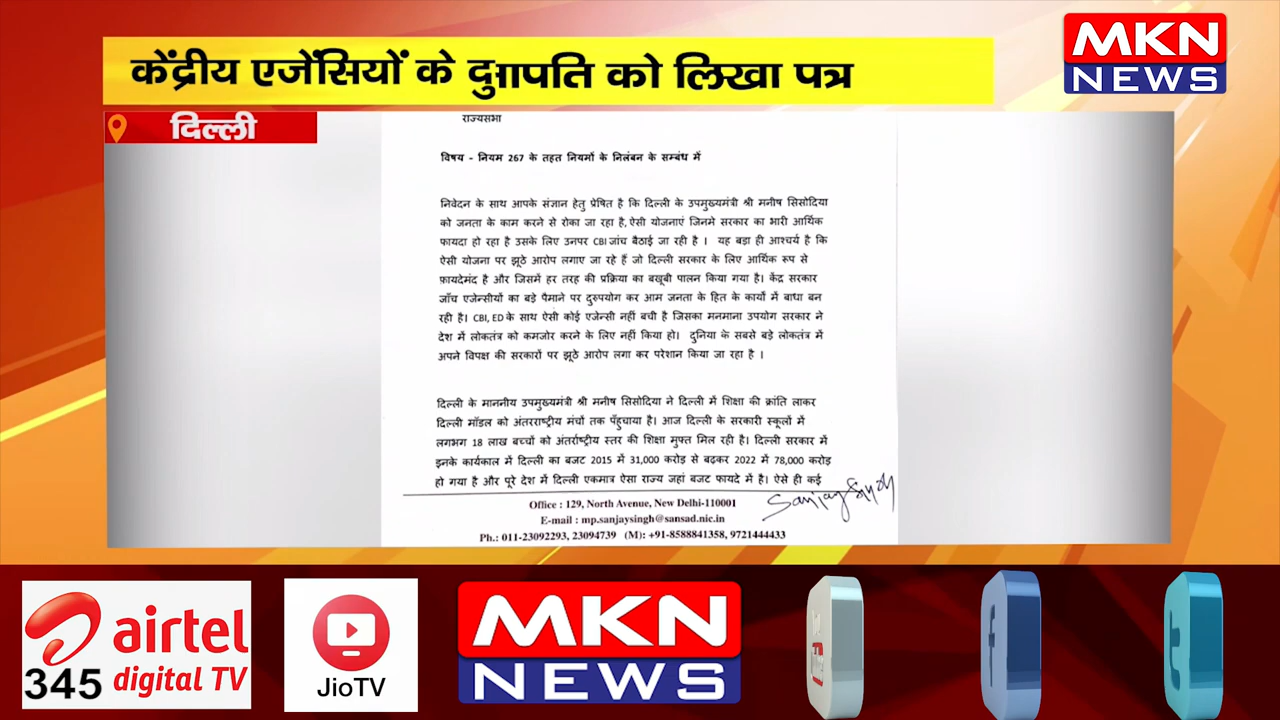 केंद्रीय एजेंसियों के को लिखा पत्र
MKN
NEWS
दिल्ली
राज्यसभा
विषय - नियम 267 के तहत नियमों के निलंबन के सम्बंध में
निवेदन के साथ आपके संज्ञान हेतु प्रेषित है कि दिल्ली के उपमुख्यमंत्री श्री मनीष सिसोदिया
को जनता के काम करने से रोका जा रहा है, ऐसी योजनाएं जिनमे सरकार का भारी आर्थिक
फायदा हो रहा है उसके लिए उनपर CBI जांच बैठाई जा रही है । यह बड़ा ही आश्चर्य है कि
ऐसी योजना पर झूठे आरोप लगाए जा रहे हैं जो दिल्ली सरकार के लिए आर्थिक रूप से
फ़ायदेमंद है और जिसमें हर तरह की प्रक्रिया का बखूबी पालन किया गया है। केंद्र सरकार
जाँच एजेन्सीयों का बड़े पैमाने पर दुरुपयोग कर आम जनता के हित के कार्यों में बाधा बन
रही है। CBI, ED के साथ ऐसी कोई एजेन्सी नहीं बची है जिसका मनमाना उपयोग सरकार ने
देश में लोकतंत्र को कमजोर करने के लिए नहीं किया हो। दुनिया के सबसे बड़े लोकतंत्र में
अपने विपक्ष की सरकारों पर झूठे आरोप लगा कर परेशान किया जा रहा है ।
दिल्ली के माननीय उपमुख्यमंत्री श्री मनीष सिसोदिया ने दिल्ली में शिक्षा की क्रांति लाकर
दिल्ली मॉडल को अंतरराष्ट्रीय मंचों तक पँहुचाया है। आज दिल्ली के सरकारी स्कूलों में
लगभग 18 लाख बच्चों को अंतर्राष्ट्रीय स्तर की शिक्षा मुफ्त मिल रही है। दिल्ली सरकार में
इनके कार्यकाल में दिल्ली का बजट 2015 में 31,000 करोड़ से बढ़कर 2022 में 78,000 करोड़
हो गया है और पूरे देश में दिल्ली एकमात्र ऐसा राज्य जहां बजट फायदे में है। ऐसे ही कई
Sanjay Singh
Office : 129, North Avenue, New Delhi-110001
E-mail : mp.sanjaysingh@sansad.nic.in
Ph.: 011-23092293, 23094739 (M): +91-8588841358, 9721444433
airtel
digital TV
345
JioTV
MKN
NEWS
f
t